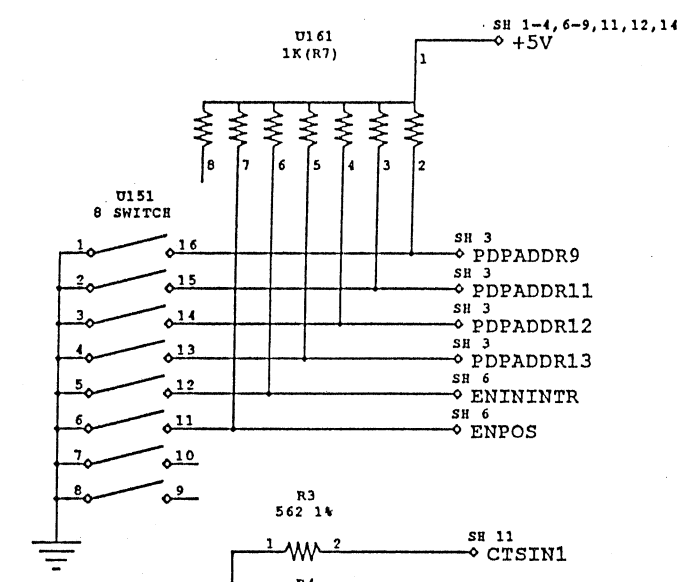 SH 1-4,6-9,11,12,14
+5V
U161
1K(R7)
1
8 7 6 5 4 3 2
U151
8 SWITCH
1 16 SH 3 PDPADDR9
2 15 SH 3 PDPADDR11
3 14 SH 3 PDPADDR12
4 13 SH 3 PDPADDR13
5 12 SH 6 ENININTR
6 11 SH 6 ENPOS
7 10
8 9
R3
562 1%
1 2 SH 11 CTSIN1
R4